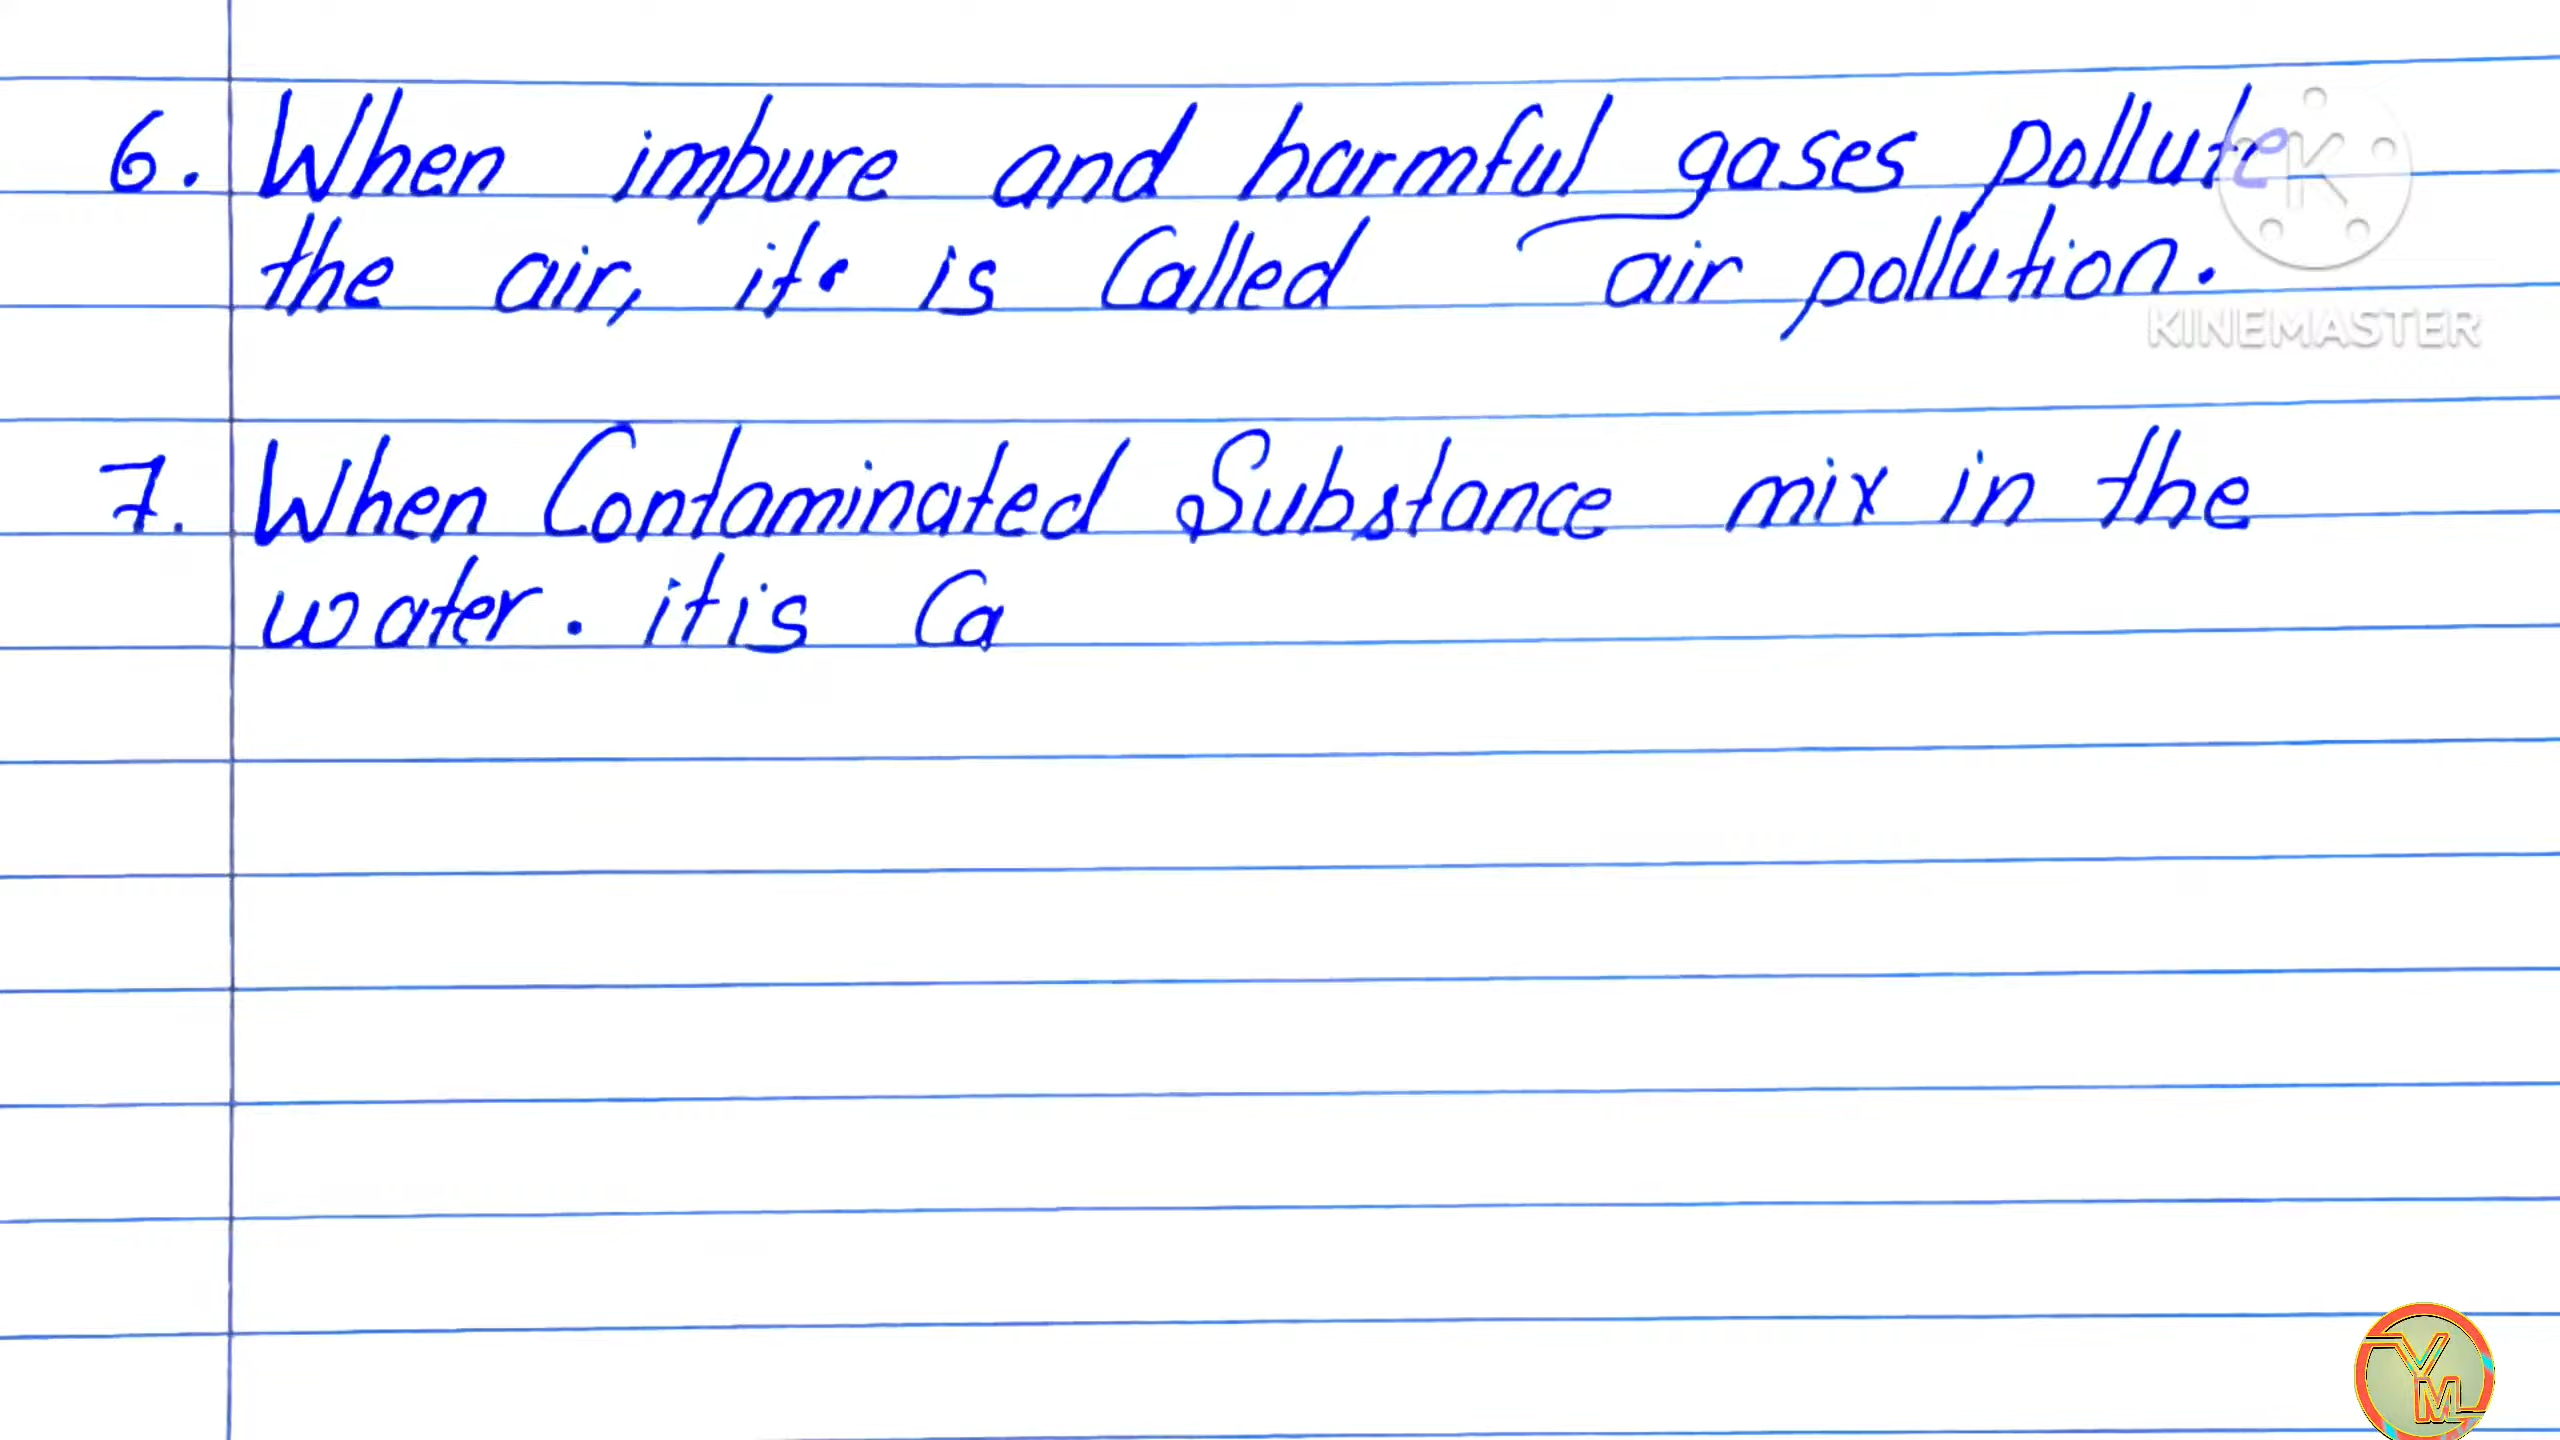 6. When impure and harmful gases pollute
the air, it is Called air pollution.
KINEMASTER
7. When Contaminated Substance mix in the
water. it is Ca
YM